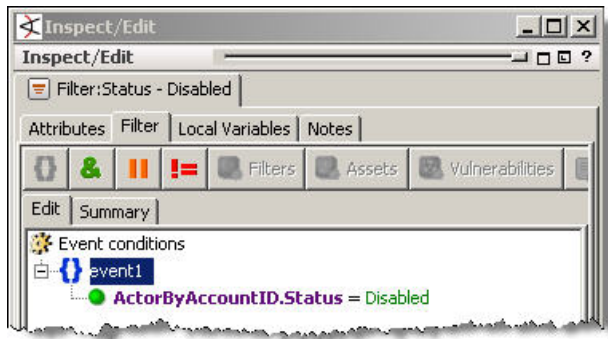 Inspect/Edit
Inspect/Edit ?
Filter:Status - Disabled
Attributes Filter Local Variables Notes
{} & !≡ Filters Assets Vulnerabilities
Edit Summary
Event conditions
{} event1
ActorByAccountID.Status = Disabled